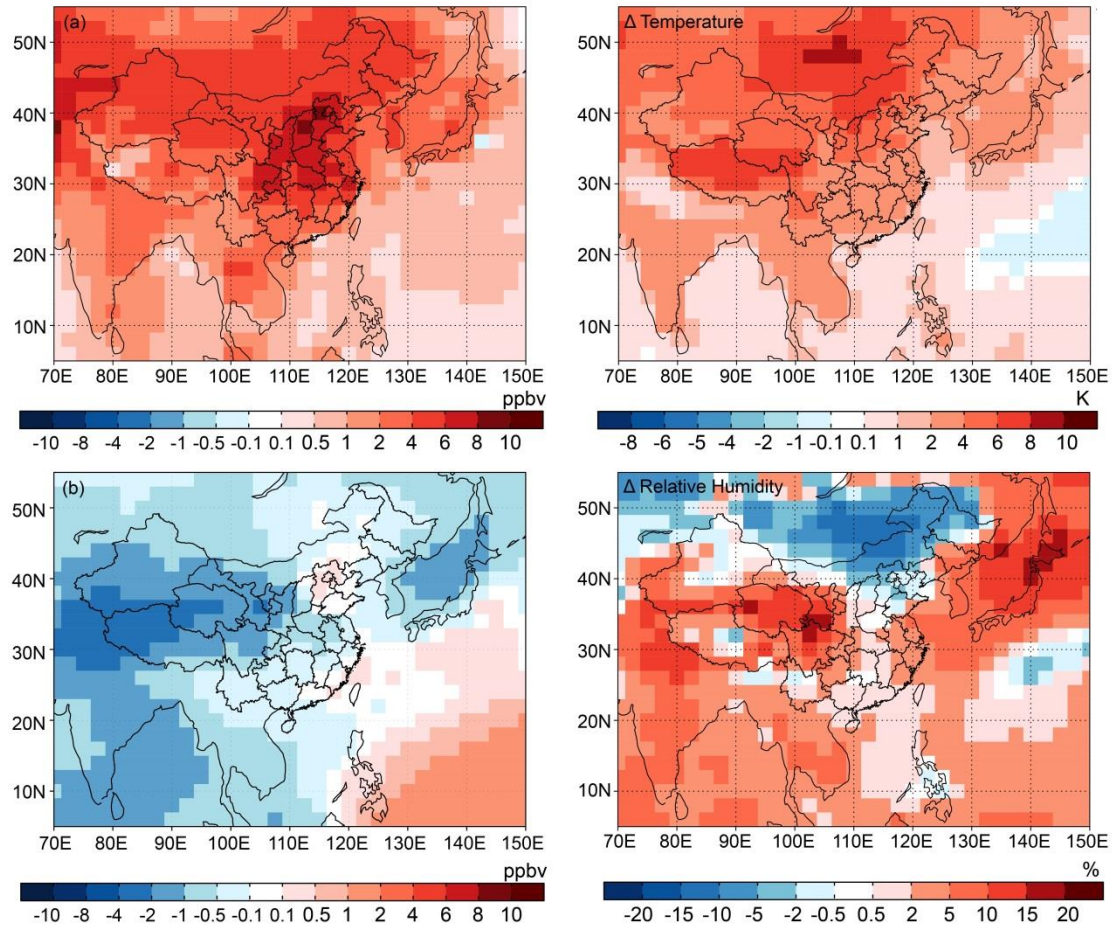 (a)
50N
40N
30N
20N
10N
70E 80E 90E 100E 110E 120E 130E 140E 150E
ppbv
-10 -8 -4 -2 -1 -0.5 -0.1 0.1 0.5 1 2 4 6 8 10
Δ Temperature
50N
40N
30N
20N
10N
70E 80E 90E 100E 110E 120E 130E 140E 150E
K
-8 -6 -5 -4 -2 -1 -0.1 0.1 1 2 4 6 8 10
(b)
50N
40N
30N
20N
10N
70E 80E 90E 100E 110E 120E 130E 140E 150E
ppbv
-10 -8 -4 -2 -1 -0.5 -0.1 0.1 0.5 1 2 4 6 8 10
Δ Relative Humidity
50N
40N
30N
20N
10N
70E 80E 90E 100E 110E 120E 130E 140E 150E
%
-20 -15 -10 -5 -2 -0.5 0.5 2 5 10 15 20